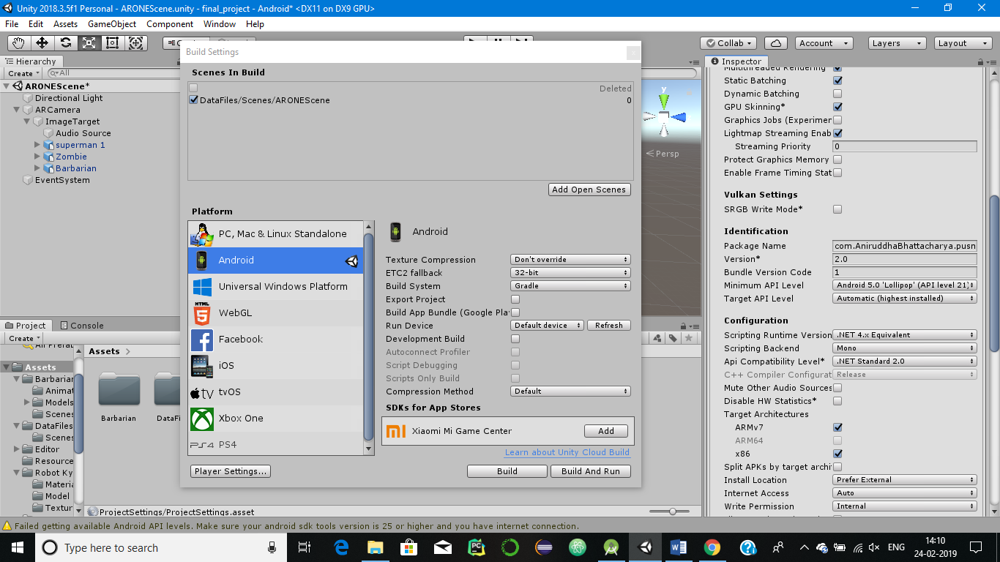 Unity 2018.3.5f1 Personal - ARONEScene.unity - final_project - Android* <DX11 on DX9 GPU>
File Edit Assets GameObject Component Window Help
Collab
Account
Layers
Layout
Hierarchy
Create
All
ARONEScene*
Directional Light
ARCamera
ImageTarget
Audio Source
superman 1
Zombie
Barbarian
EventSystem
Build Settings
Scenes In Build
Deleted
DataFiles/Scenes/ARONEScene 0
Add Open Scenes
Platform
PC, Mac & Linux Standalone
Android
Universal Windows Platform
HTML
WebGL
Facebook
iOS
tv tvOS
Xbox One
PS4
Player Settings...
Android
Texture Compression Don't override
ETC2 fallback 32-bit
Build System Gradle
Export Project
Build App Bundle (Google Pla
Run Device Default device Refresh
Development Build
Autoconnect Profiler
Script Debugging
Scripts Only Build
Compression Method Default
SDKs for App Stores
Xiaomi Mi Game Center Add
Learn about Unity Cloud Build
Build Build And Run
y
Persp
Inspector
Multithreaded Rendering
Static Batching
Dynamic Batching
GPU Skinning*
Graphics Jobs (Experimer
Lightmap Streaming Enab
Streaming Priority 0
Protect Graphics Memory
Enable Frame Timing Stat
Vulkan Settings
SRGB Write Mode*
Identification
Package Name com.AniruddhaBhattacharya.pusn
Version* 2.0
Bundle Version Code 1
Minimum API Level Android 5.0 'Lollipop' (API level 21)
Target API Level Automatic (highest installed)
Configuration
Scripting Runtime Version .NET 4.x Equivalent
Scripting Backend Mono
Api Compatibility Level* .NET Standard 2.0
C++ Compiler Configurat Release
Mute Other Audio Sources
Disable HW Statistics*
Target Architectures
ARMv7
ARM64
x86
Split APKs by target archi
Install Location Prefer External
Internet Access Auto
Write Permission Internal
Project Console
Create
All Prefab
Assets
Barbarian
Animat
Models
Scenes
DataFiles
Scenes
Editor
Resource
Robot Ky
Materia
Model
Textur
Assets
Barbarian
DataFi
ProjectSettings/ProjectSettings.asset
Failed getting available Android API levels. Make sure your android sdk tools version is 25 or higher and you have internet connection.
Type here to search
ENG
14:10
24-02-2019